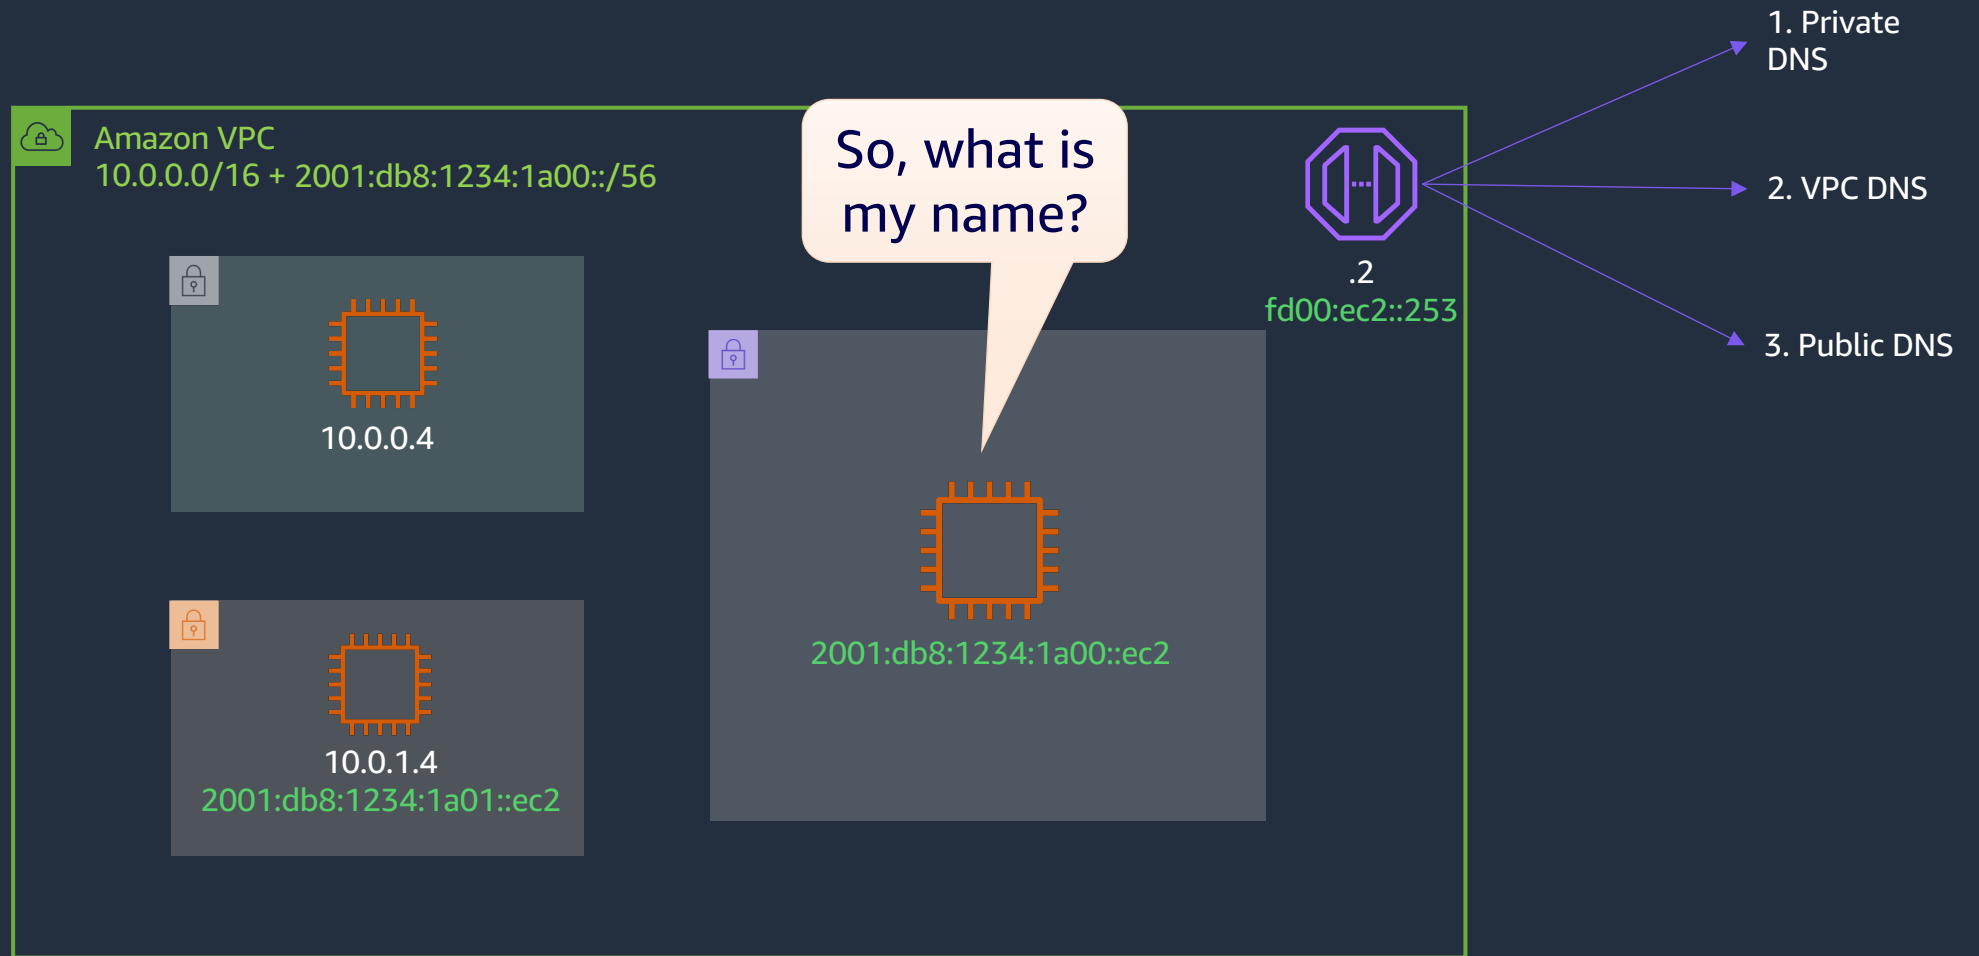 1. Private
DNS
Amazon VPC
10.0.0.0/16 + 2001:db8:1234:1a00::/56
So, what is
my name?
2. VPC DNS
.2
fd00:ec2::253
3. Public DNS
10.0.0.4
2001:db8:1234:1a00::ec2
10.0.1.4
2001:db8:1234:1a01::ec2